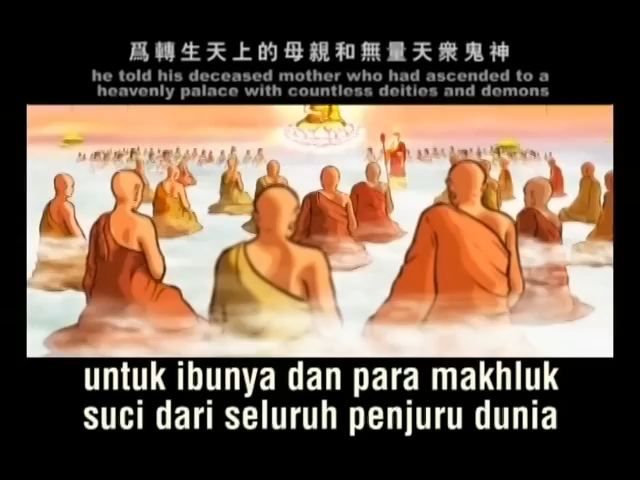 為轉生天上的母親和無量天衆鬼神
he told his deceased mother who had ascended to a
heavenly palace with countless deities and demons
untuk ibunya dan para makhluk
suci dari seluruh penjuru dunia